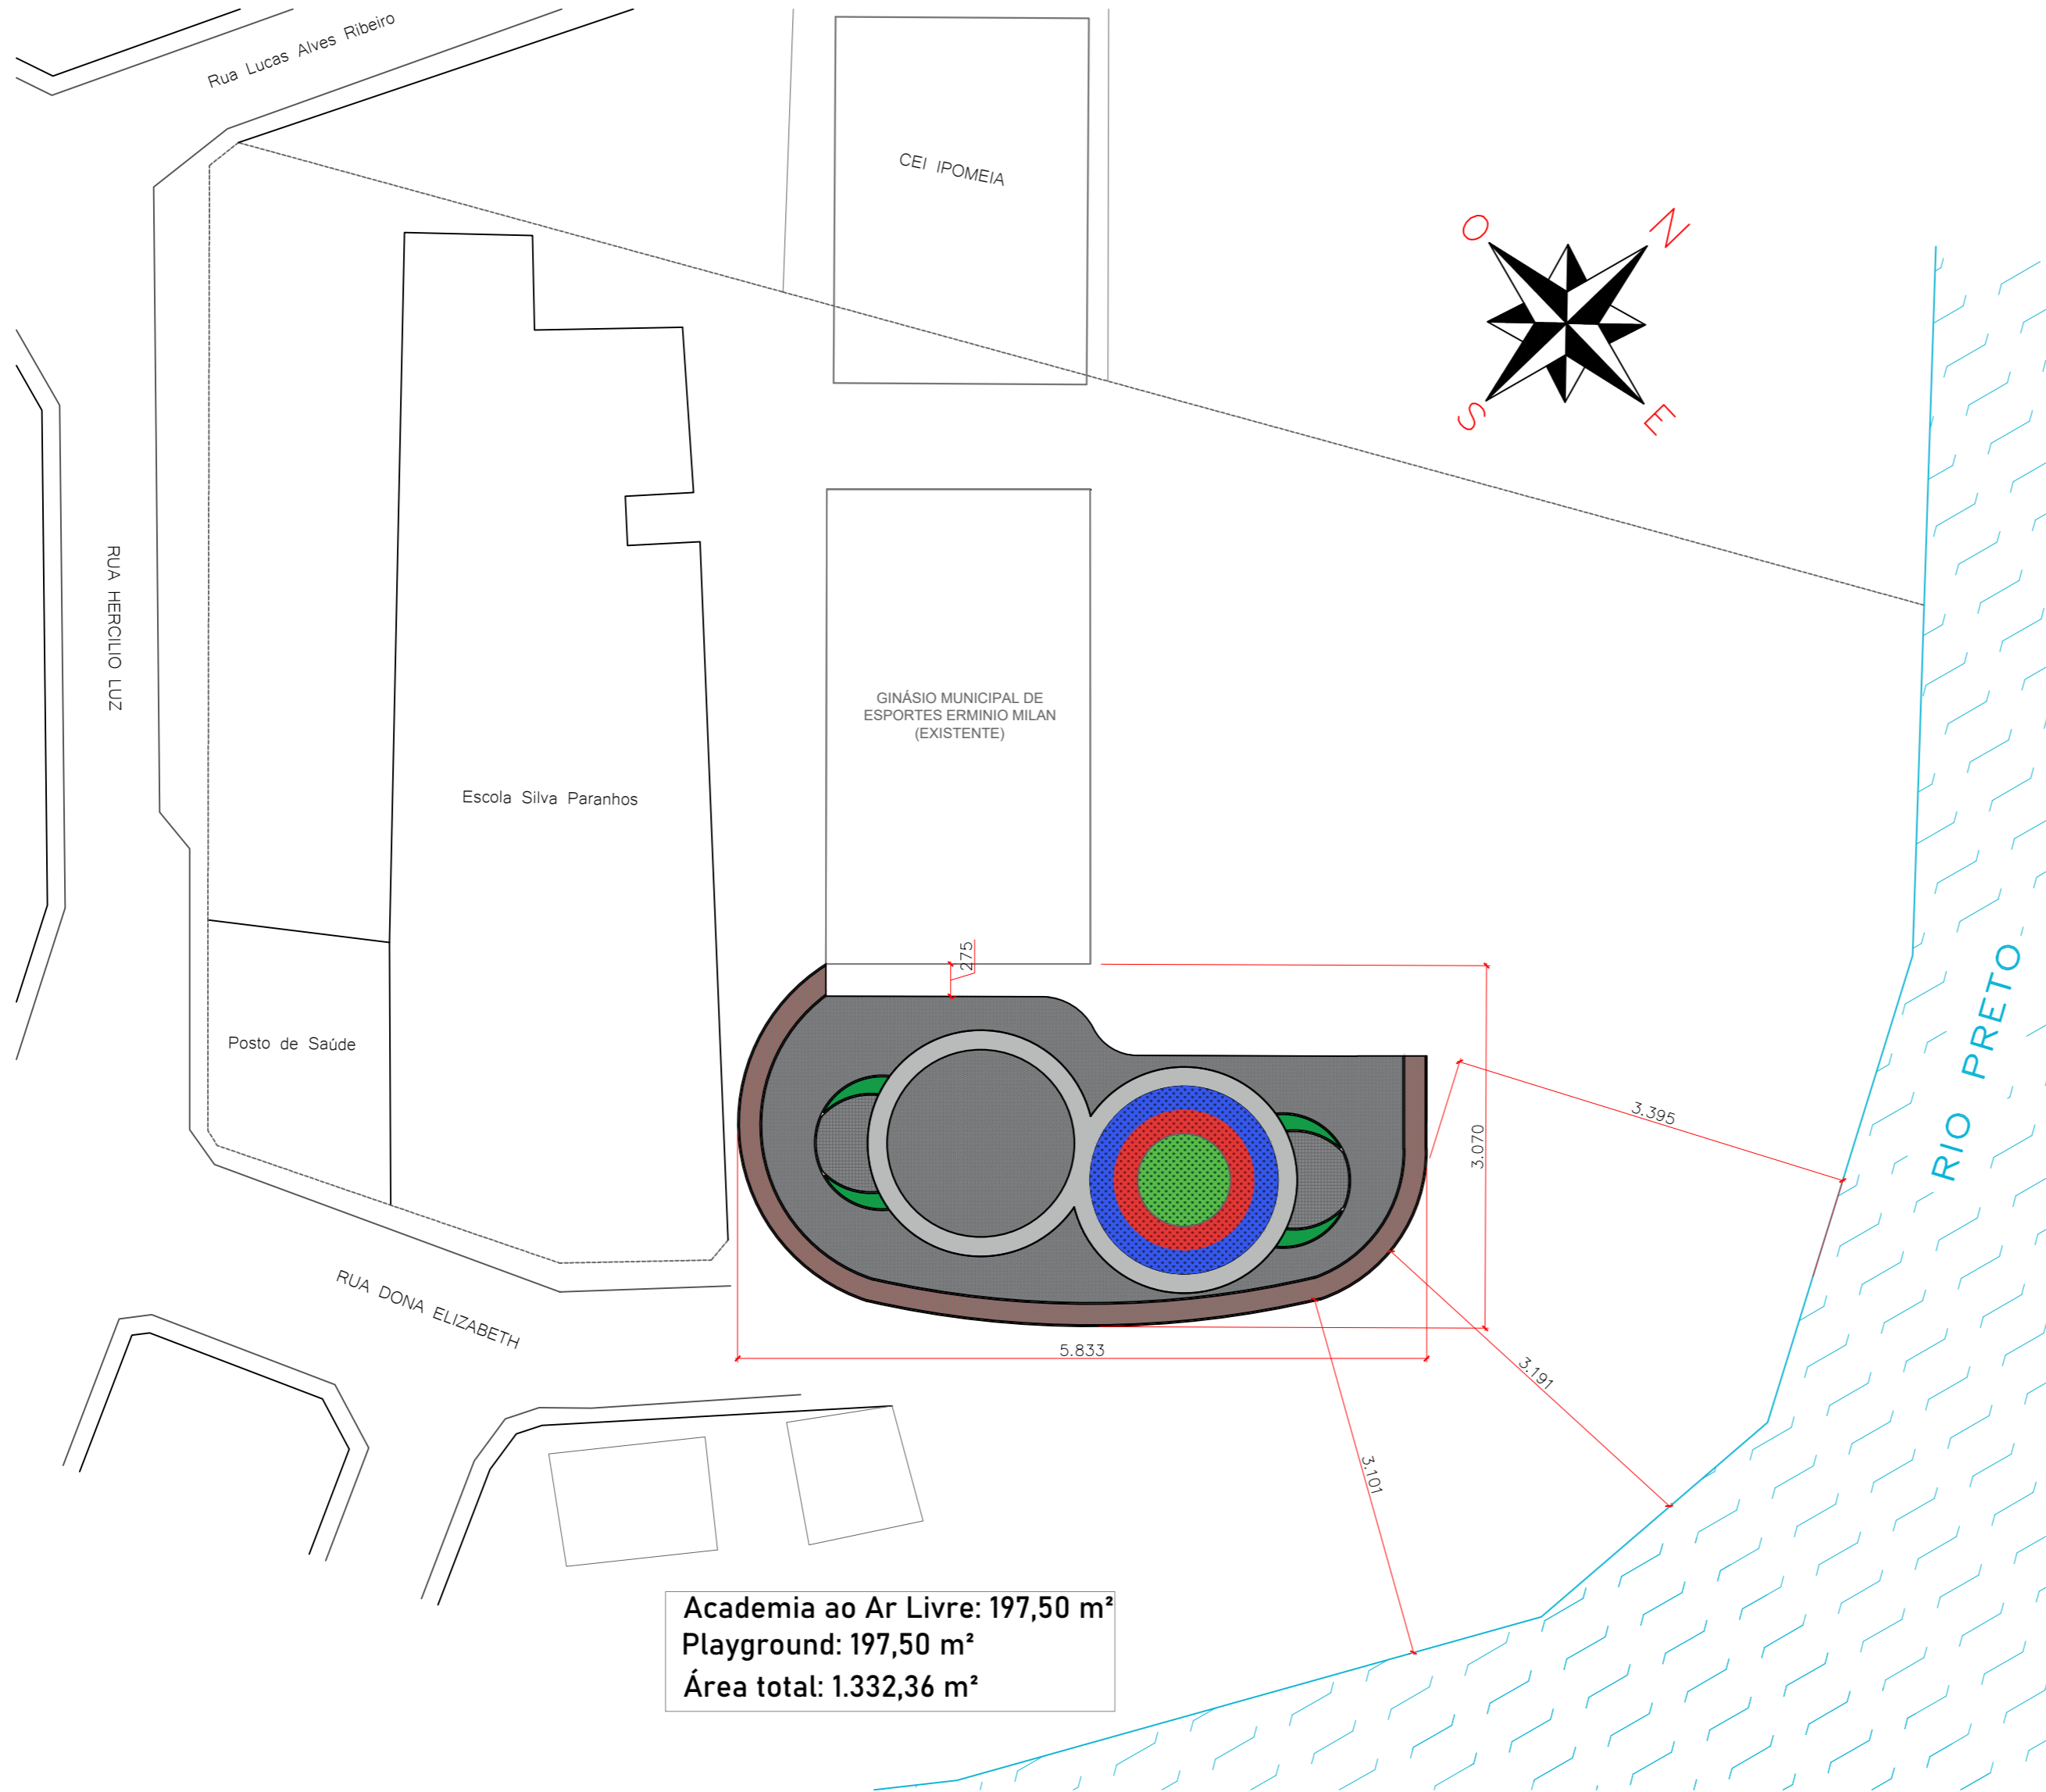 Rua Lucas Alves Ribeiro
CEI IPOMEIA
O
N
S
E
RUA HERCILIO LUZ
GINÁSIO MUNICIPAL DE
ESPORTES ERMINIO MILAN
(EXISTENTE)
Escola Silva Paranhos
275
RIO PRETO
Posto de Saúde
3.395
3.070
RUA DONA ELIZABETH
5.833
3.191
3.101
Academia ao Ar Livre: 197,50 m²
Playground: 197,50 m²
Área total: 1.332,36 m²